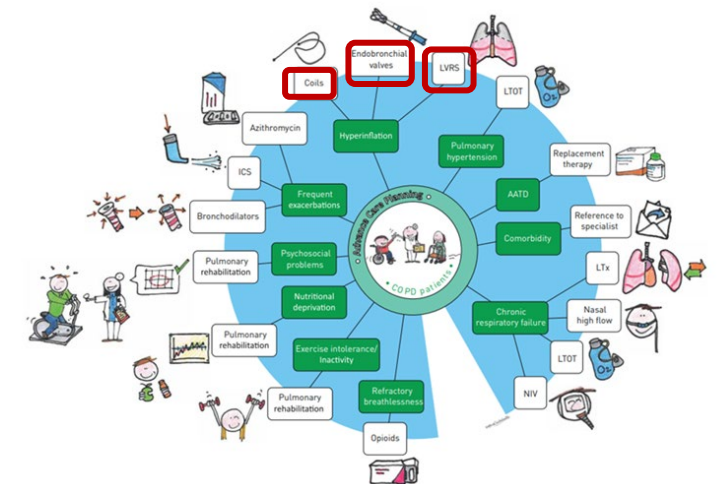 Endobronchial
valves
LVRS
Coils
LTOT
O₂
Azithromycin
Hyperinflation
Pulmonary
hypertension
Replacement
therapy
ICS
Frequent
exacerbations
AATD
Bronchodilators
Advance Care Planning
COPD patients
Comorbidity
Reference to
specialist
Pulmonary
rehabilitation
Psychosocial
problems
LTx
Nutritional
deprivation
Chronic
respiratory failure
Nasal
high flow
Pulmonary
rehabilitation
Exercise intolerance/
Inactivity
LTOT
O₂
Pulmonary
rehabilitation
Refractory
breathlessness
NIV
Opioids